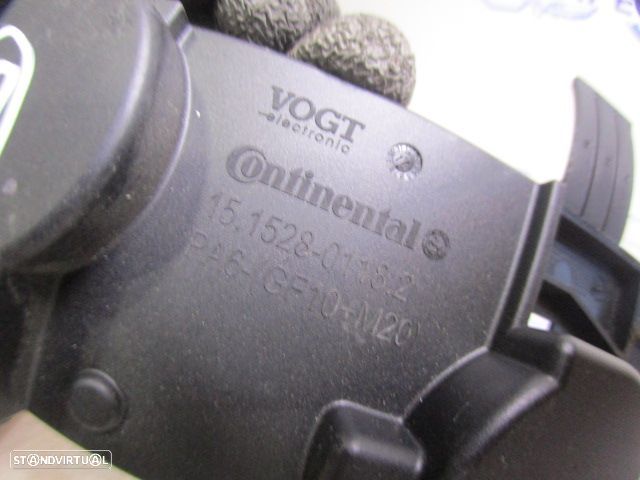 VOGT
electronic
Continental
15.1528-0118.2
PA6-(GF10+M20)
STANDVIRTUAL